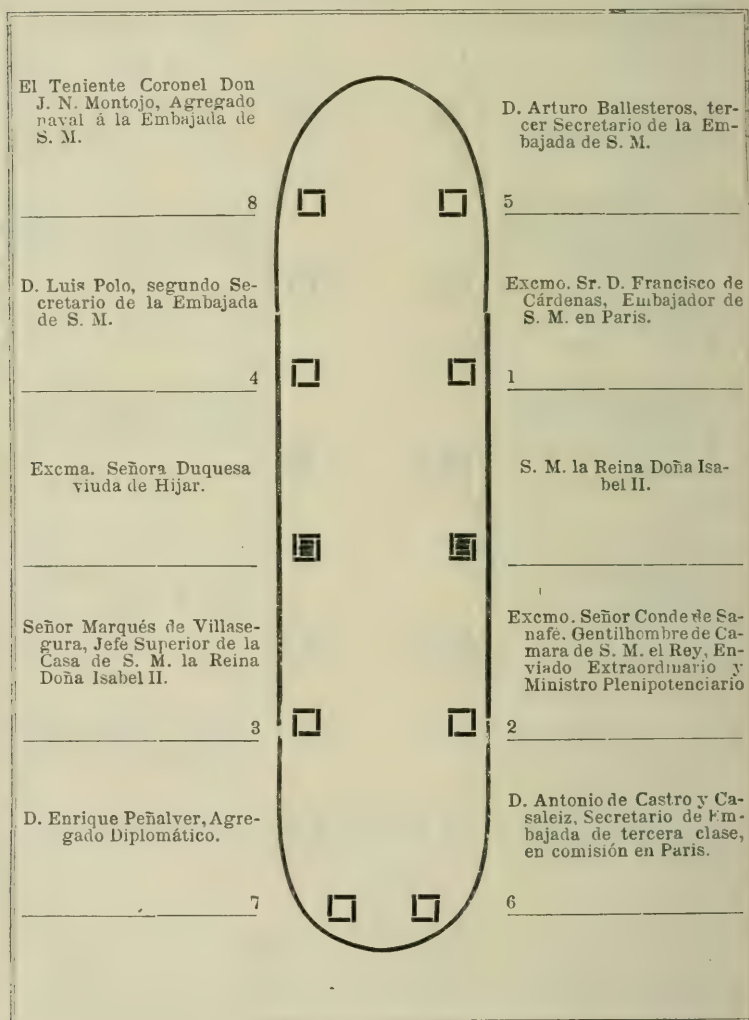 El Teniente Coronel Don
J. N. Montojo, Agregado
naval á la Embajada de
S. M.
8
D. Arturo Ballesteros, ter-
cer Secretario de la Em-
bajada de S. M.
5
D. Luis Polo, segundo Se-
cretario de la Embajada
de S. M.
4
Excmo. Sr. D. Francisco de
Cárdenas, Embajador de
S. M. en Paris.
1
Excma. Señora Duquesa
viuda de Hijar.
S. M. la Reina Doña Isa-
bel II.
Señor Marqués de Villase-
gura, Jefe Superior de la
Casa de S. M. la Reina
Doña Isabel II.
3
Excmo. Señor Conde de Sa-
nafé. Gentilhombre de Ca-
mara de S. M. el Rey, En-
viado Extraordinario y
Ministro Plenipotenciario
2
D. Enrique Peñalver, Agre-
gado Diplomático.
7
D. Antonio de Castro y Ca-
saleiz, Secretario de Em-
bajada de tercera clase,
en comisión en Paris.
6